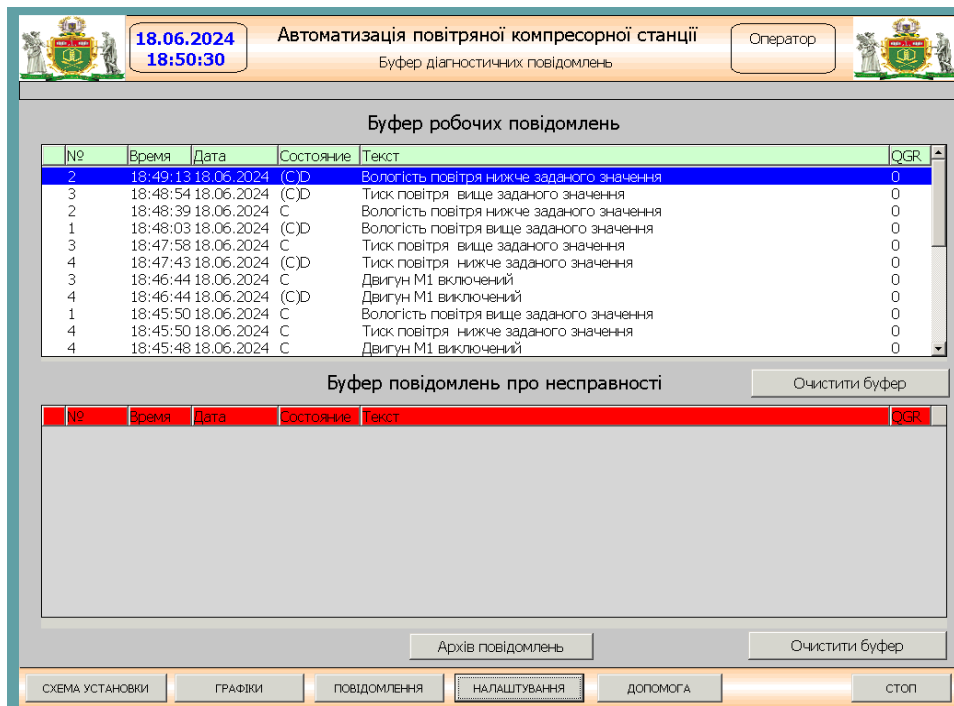 18.06.2024
18:50:30
Автоматизація повітряної компресорної станції
Буфер діагностичних повідомлень
Оператор
Буфер робочих повідомлень
№ Время Дата Состояние Текст QGR
2 18:49:13 18.06.2024 (C)D Вологість повітря нижче заданого значення 0
3 18:48:54 18.06.2024 (C)D Тиск повітря вище заданого значення 0
2 18:48:39 18.06.2024 C Вологість повітря нижче заданого значення 0
1 18:48:03 18.06.2024 (C)D Вологість повітря вище заданого значення 0
3 18:47:58 18.06.2024 C Тиск повітря вище заданого значення 0
4 18:47:43 18.06.2024 (C)D Тиск повітря нижче заданого значення 0
3 18:46:44 18.06.2024 C Двигун М1 включений 0
4 18:46:44 18.06.2024 (C)D Двигун М1 виключений 0
1 18:45:50 18.06.2024 C Вологість повітря вище заданого значення 0
4 18:45:50 18.06.2024 C Тиск повітря нижче заданого значення 0
4 18:45:48 18.06.2024 C Двигун М1 виключений 0
Буфер повідомлень про несправності
Очистити буфер
№ Время Дата Состояние Текст QGR
Архів повідомлень
Очистити буфер
СХЕМА УСТАНОВКИ
ГРАФІКИ
ПОВІДОМЛЕННЯ
НАЛАШТУВАННЯ
ДОПОМОГА
СТОП